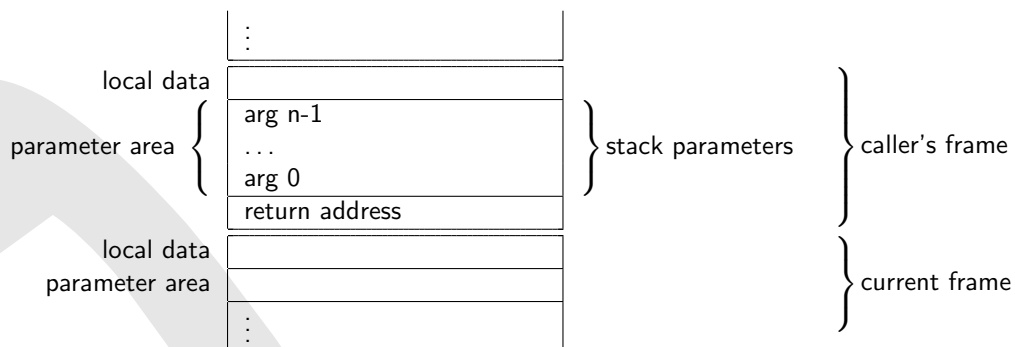 ⋮
local data
arg n-1
parameter area
. . .
stack parameters
caller's frame
arg 0
return address
local data
parameter area
current frame
⋮